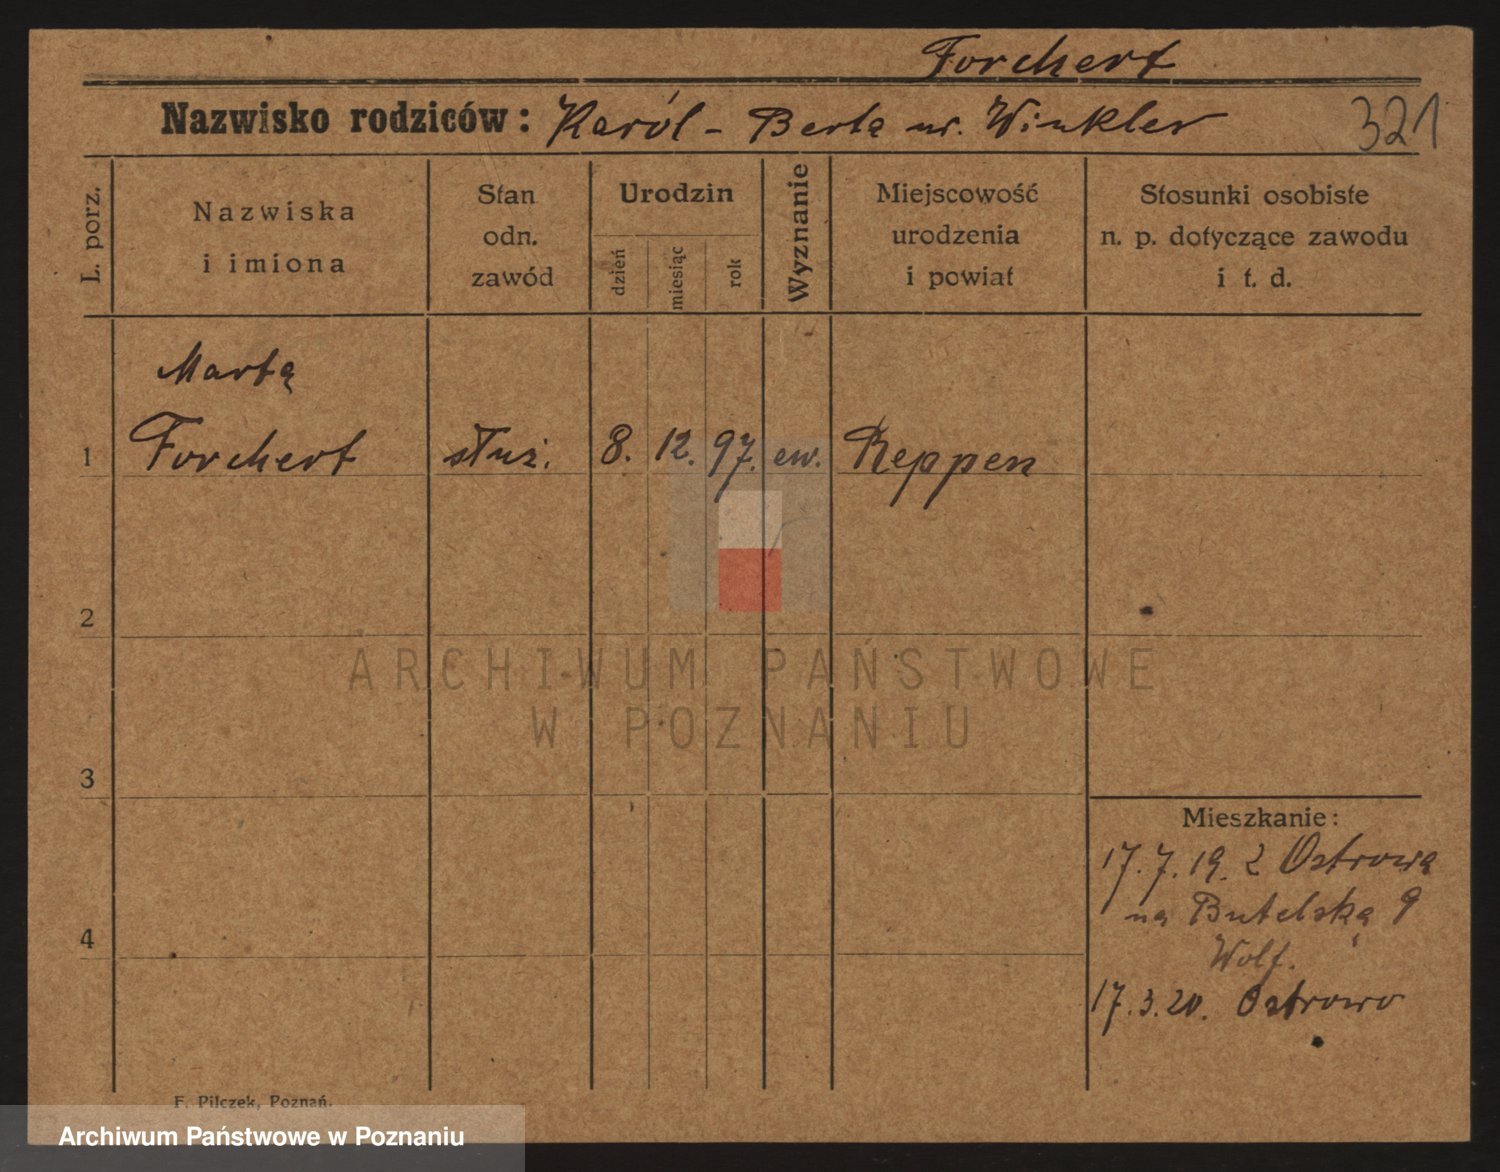 Forchert
Nazwisko rodziców: Karól - Berta ur. Winkler 321
L. porz.
Nazwiska
i imiona
Stan
odn.
zawód
Urodzin
dzień
miesiąc
rok
Wyznanie
Miejscowość
urodzenia
i powiat
Stosunki osobiste
n. p. dotyczące zawodu
i t. d.
Marta
1 Forchert służ. 8. 12. 97. ew. Reppen
2
ARCHIWUM PAŃSTWOWE
W POZNANIU
3
Mieszkanie:
17.7.19. z Ostrowa
na Butelska 9
4
Wolf.
17.3.20. Ostrowo
F. Pilczek, Poznań.
Archiwum Państwowe w Poznaniu